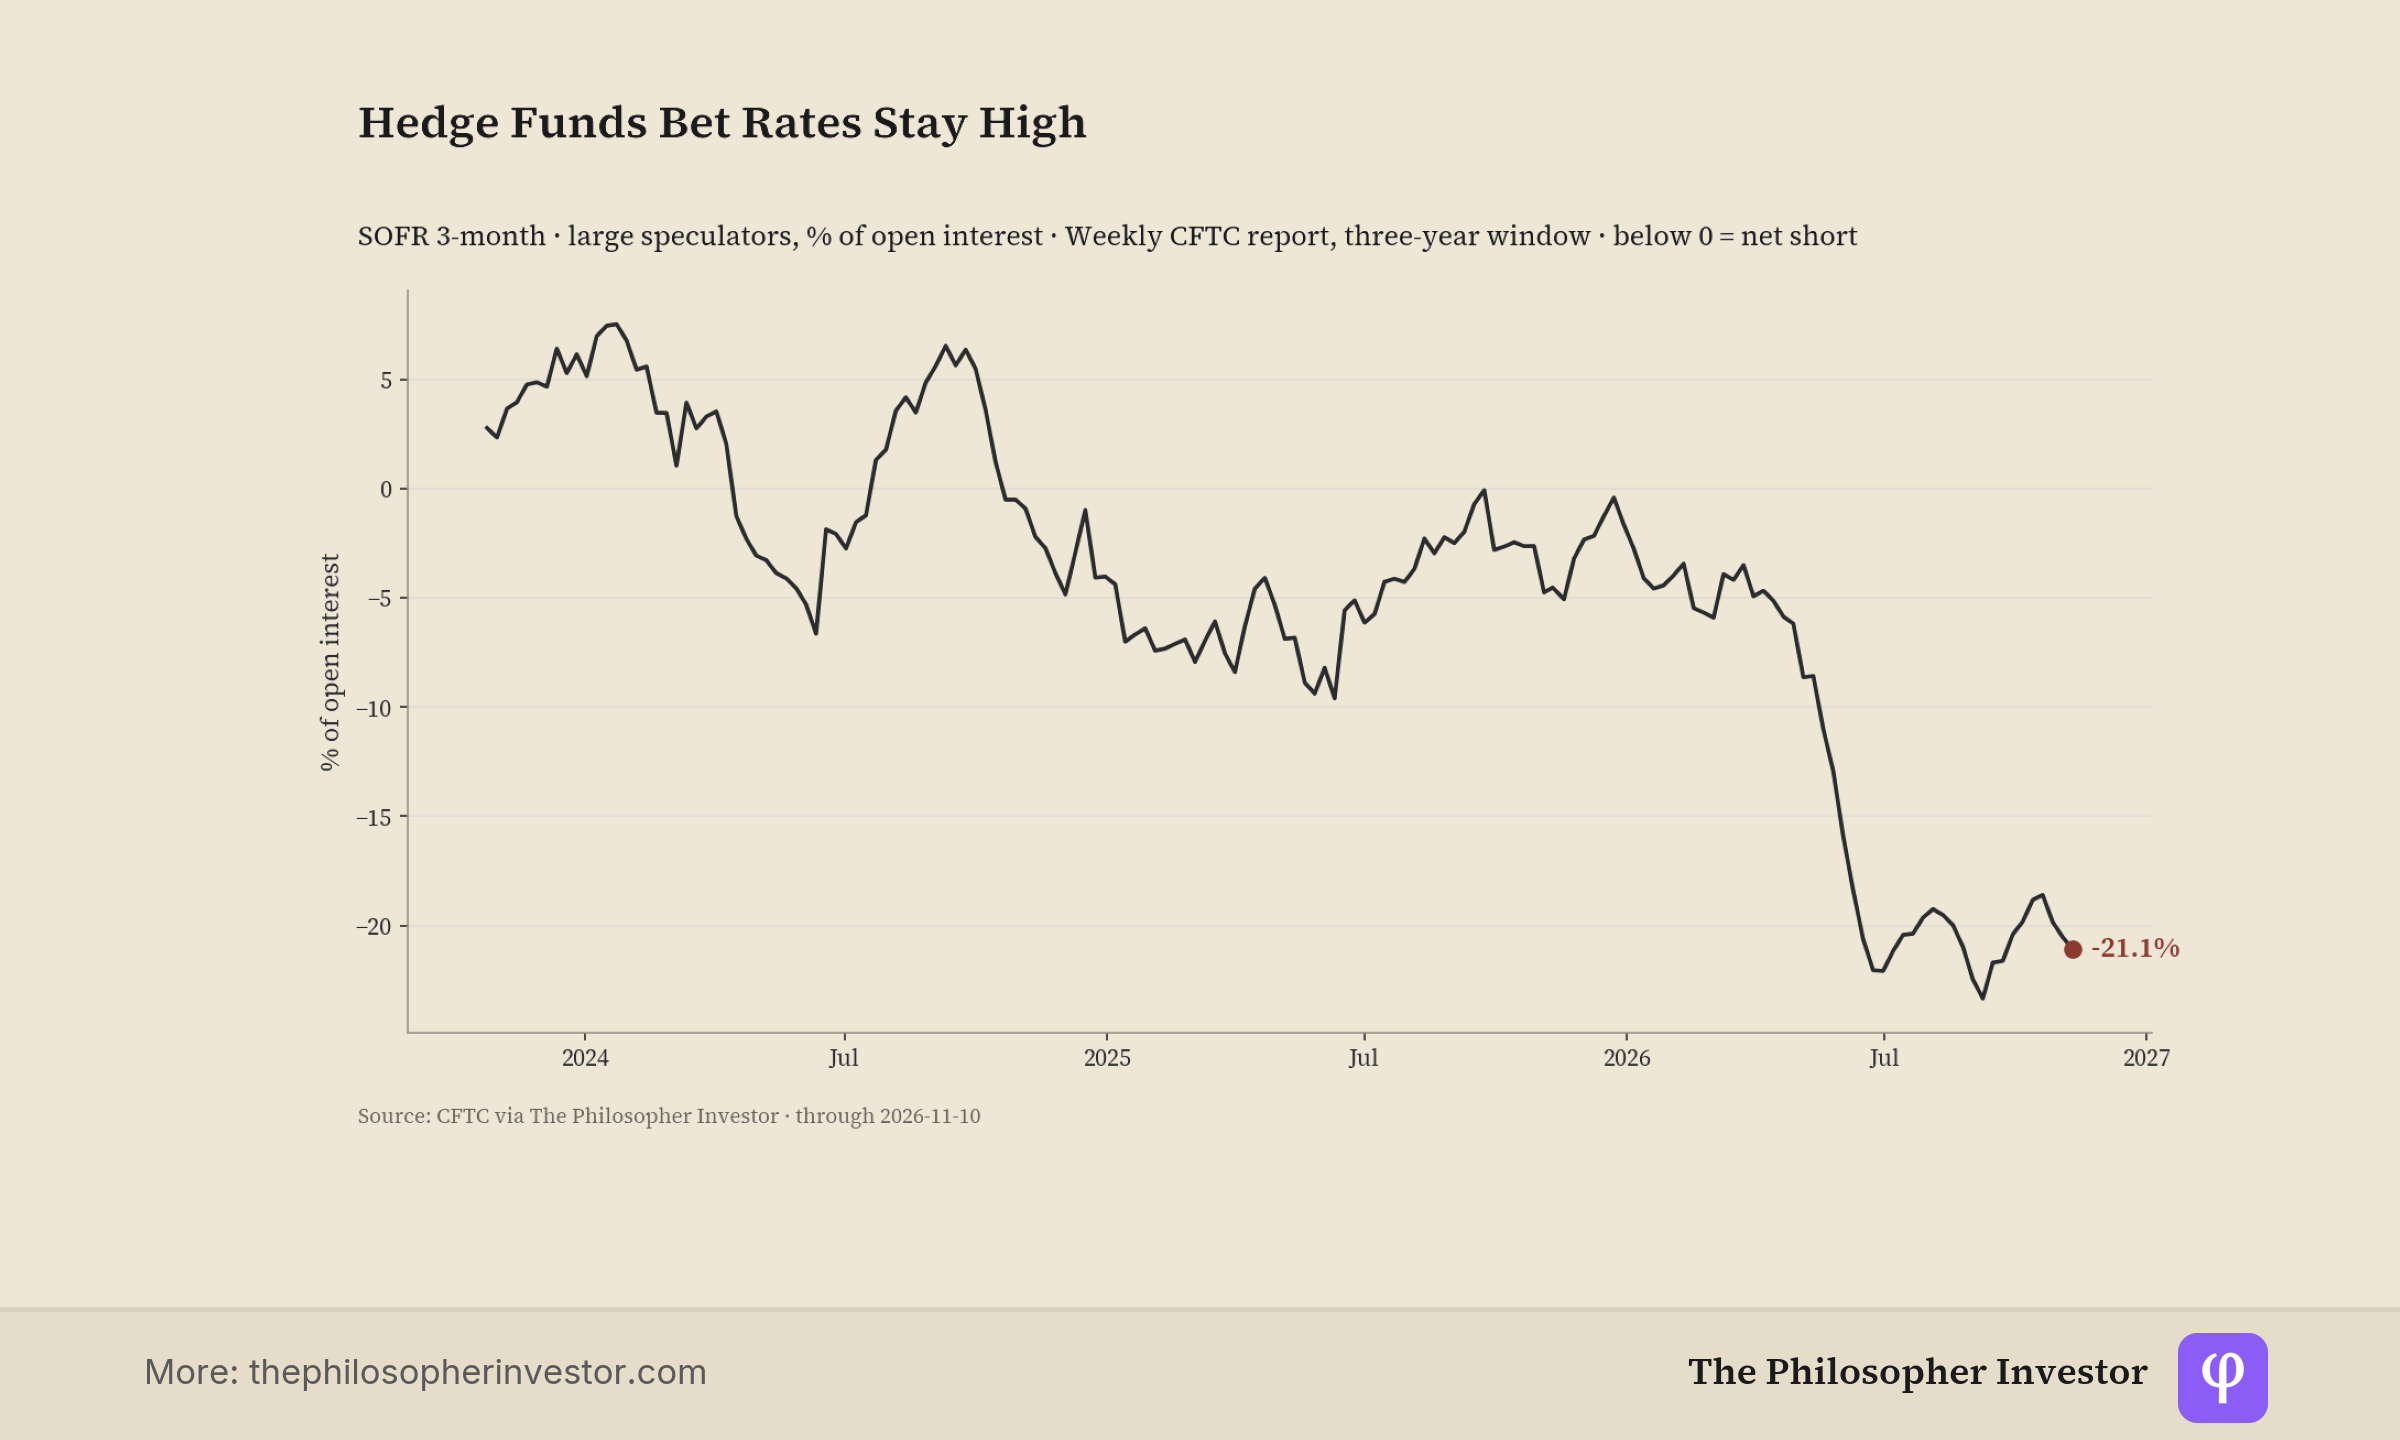 Hedge Funds Bet Rates Stay High
SOFR 3-month · large speculators, % of open interest · Weekly CFTC report, three-year window · below 0 = net short
% of open interest
5
0
−5
−10
−15
−20
-21.1%
2024
Jul
2025
Jul
2026
Jul
2027
Source: CFTC via The Philosopher Investor · through 2026-11-10
More: thephilosopherinvestor.com
The Philosopher Investor
φ